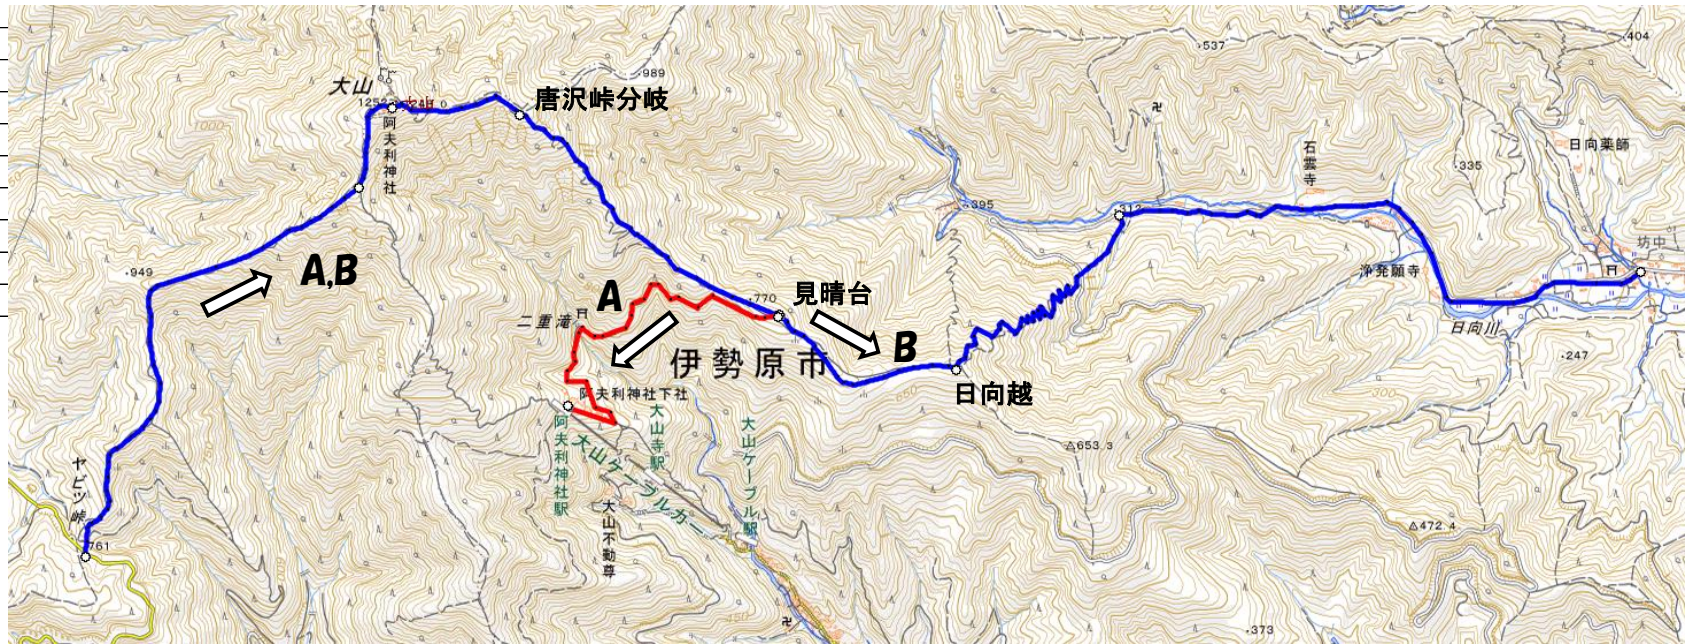 ・404
・537
・989
大山
1252
唐沢峠分岐
1000
阿夫利神社
石雲寺
日向薬師
・335
・395
312
坊中
・949
A,B
A
・770
見晴台
浄発願寺
二重滝
B
伊勢原市
日向川
・247
阿夫利神社下社
日向越
300
大山寺駅
阿夫利神社駅
大山ケーブルカー
大山ケーブル駅
△653.3
ヤビツ峠
大山不動尊
△472.4
761
450
・373